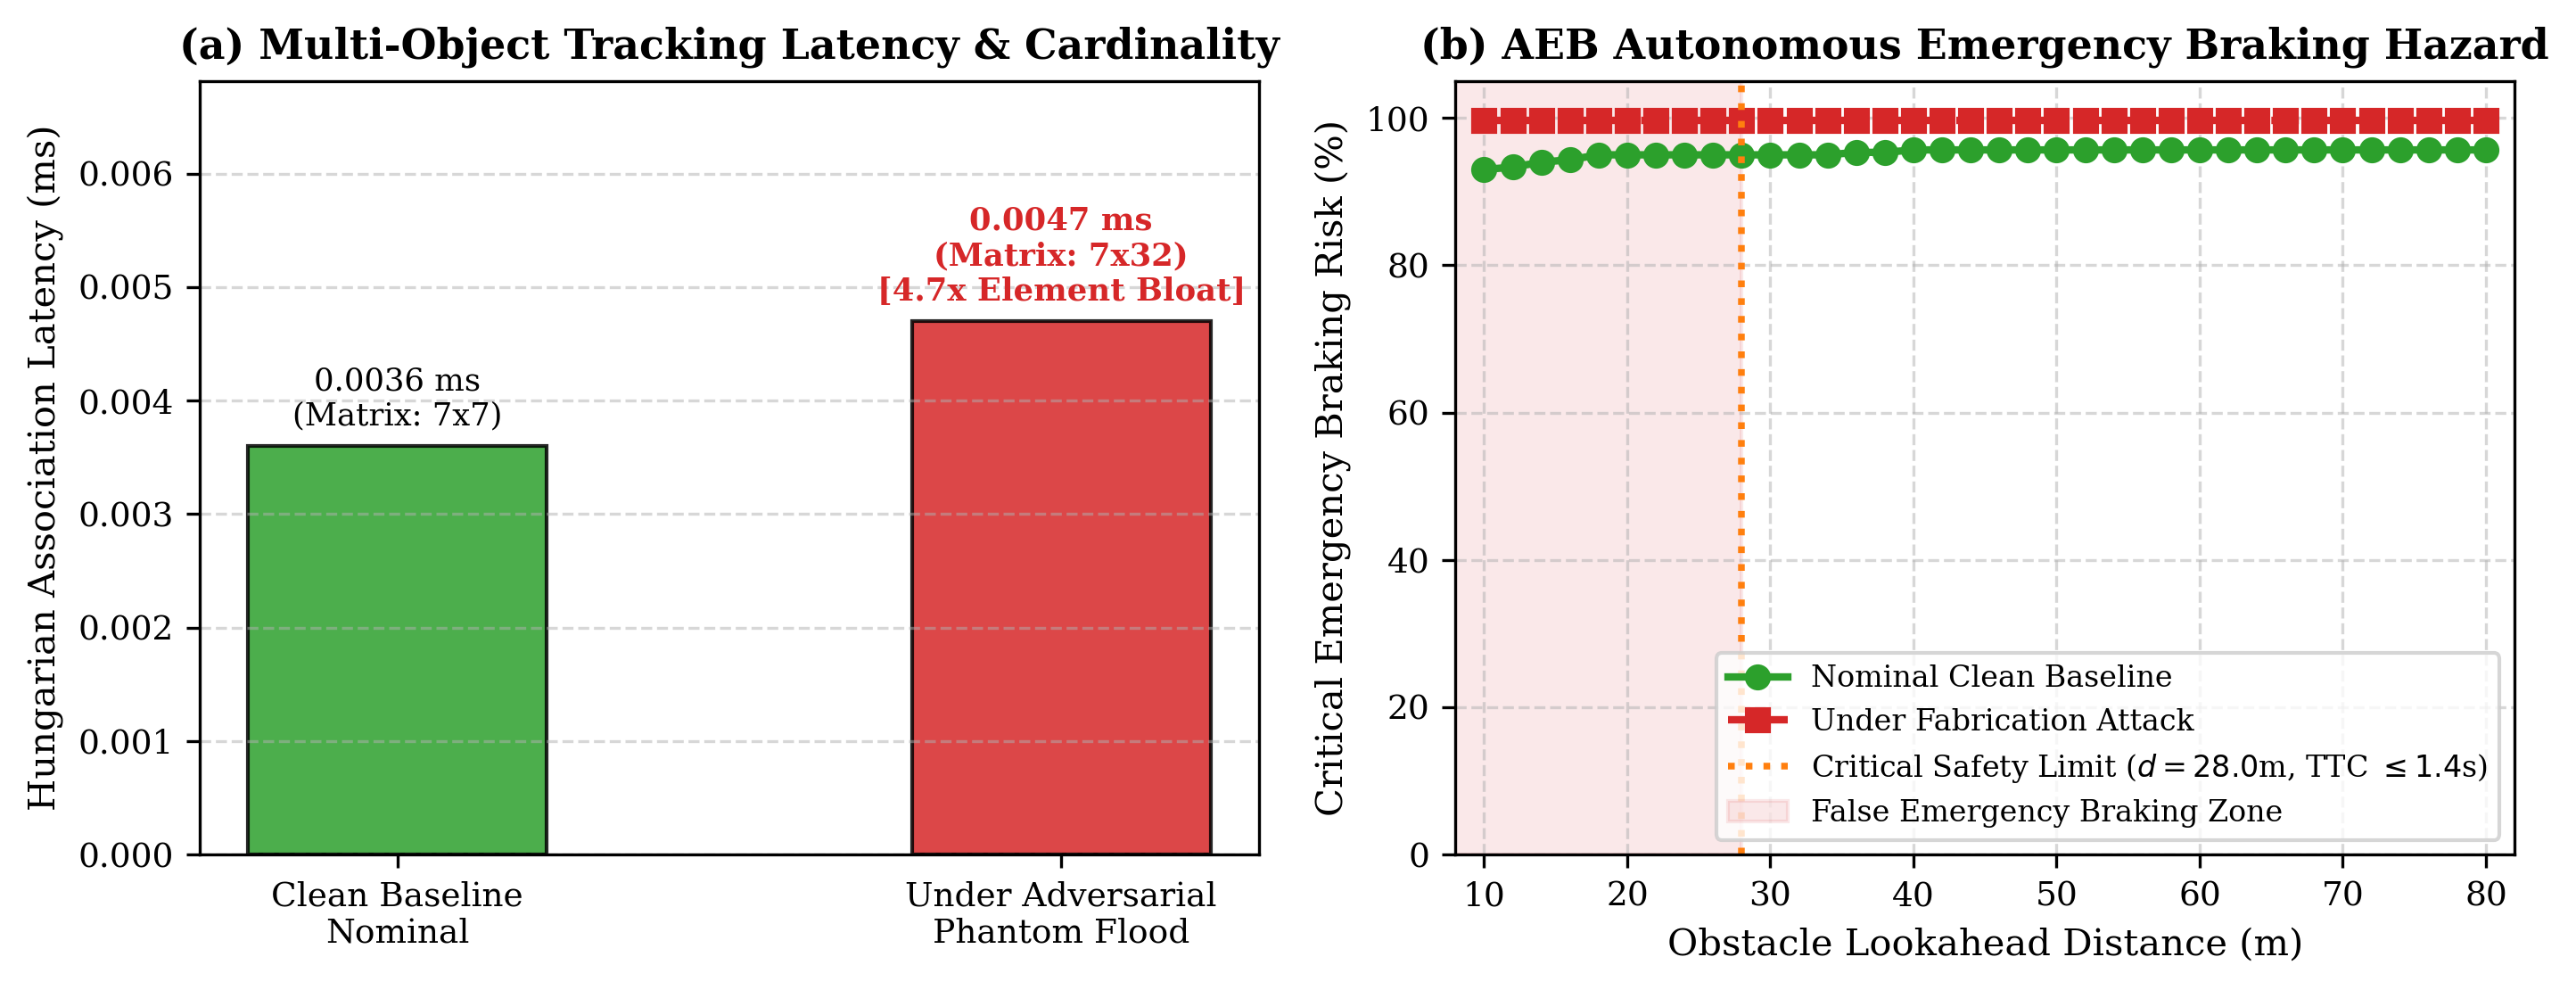 (a) Multi-Object Tracking Latency & Cardinality
Hungarian Association Latency (ms)
0.006
0.005
0.004
0.003
0.002
0.001
0.000
0.0036 ms
(Matrix: 7x7)
0.0047 ms
(Matrix: 7x32)
[4.7x Element Bloat]
Clean Baseline
Nominal
Under Adversarial
Phantom Flood
(b) AEB Autonomous Emergency Braking Hazard
Critical Emergency Braking Risk (%)
100
80
60
40
20
0
Nominal Clean Baseline
Under Fabrication Attack
Critical Safety Limit (d = 28.0m, TTC ≤ 1.4s)
False Emergency Braking Zone
10 20 30 40 50 60 70 80
Obstacle Lookahead Distance (m)